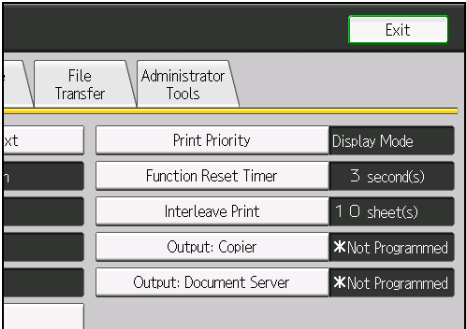 Exit
File
Transfer
Administrator
Tools
xt
Print Priority
Display Mode
Function Reset Timer
3 second(s)
Interleave Print
10 sheet(s)
Output: Copier
*Not Programmed
Output: Document Server
*Not Programmed